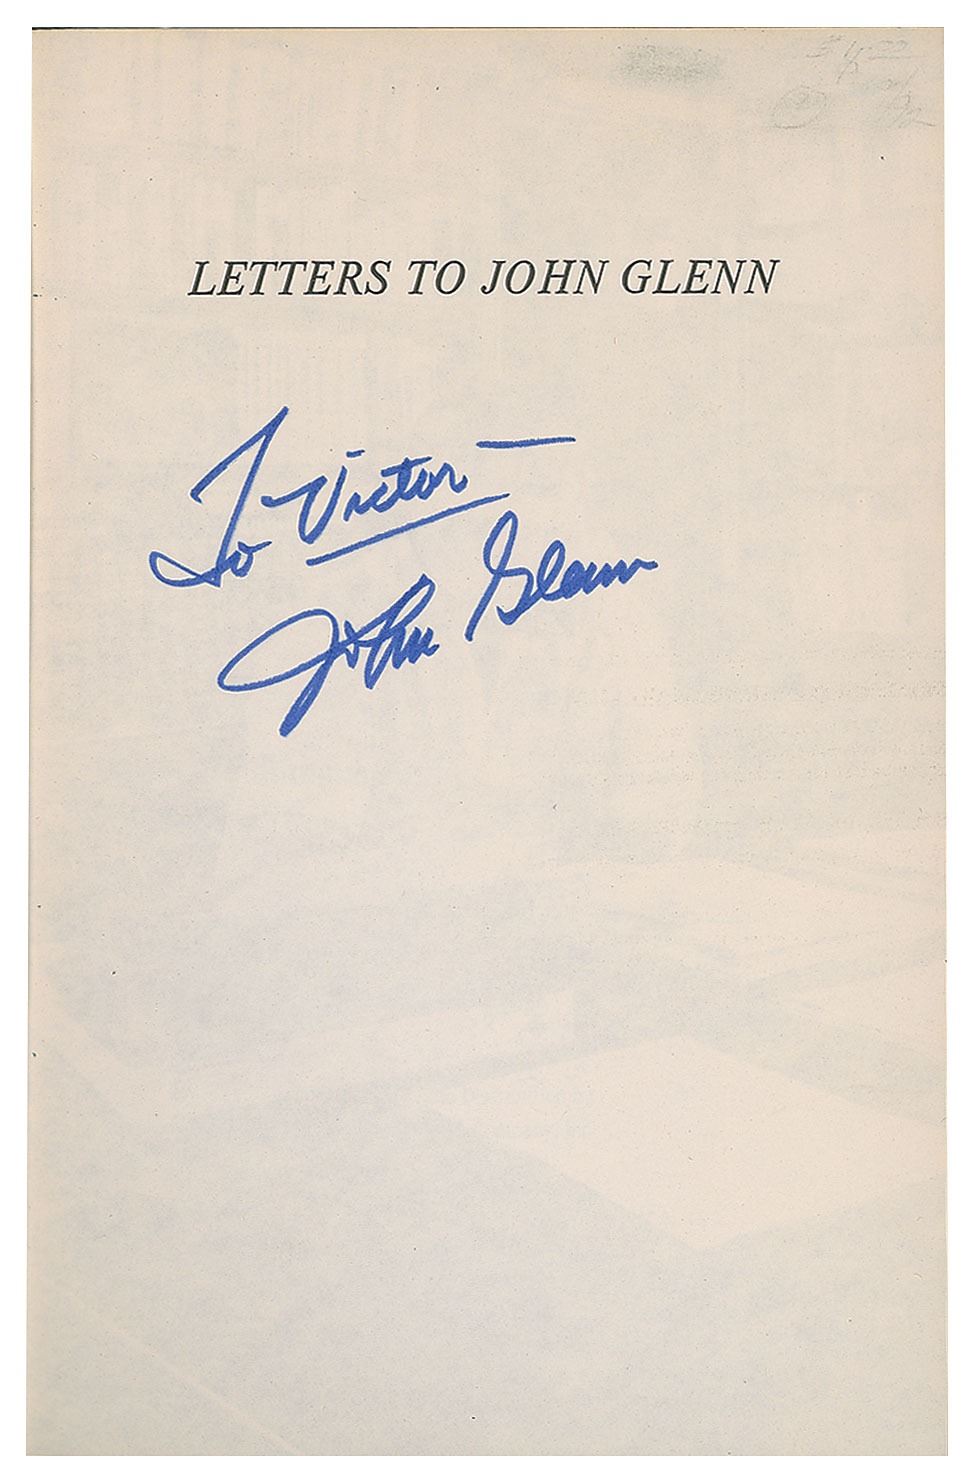 LETTERS TO JOHN GLENN
To Victor —
John Glenn